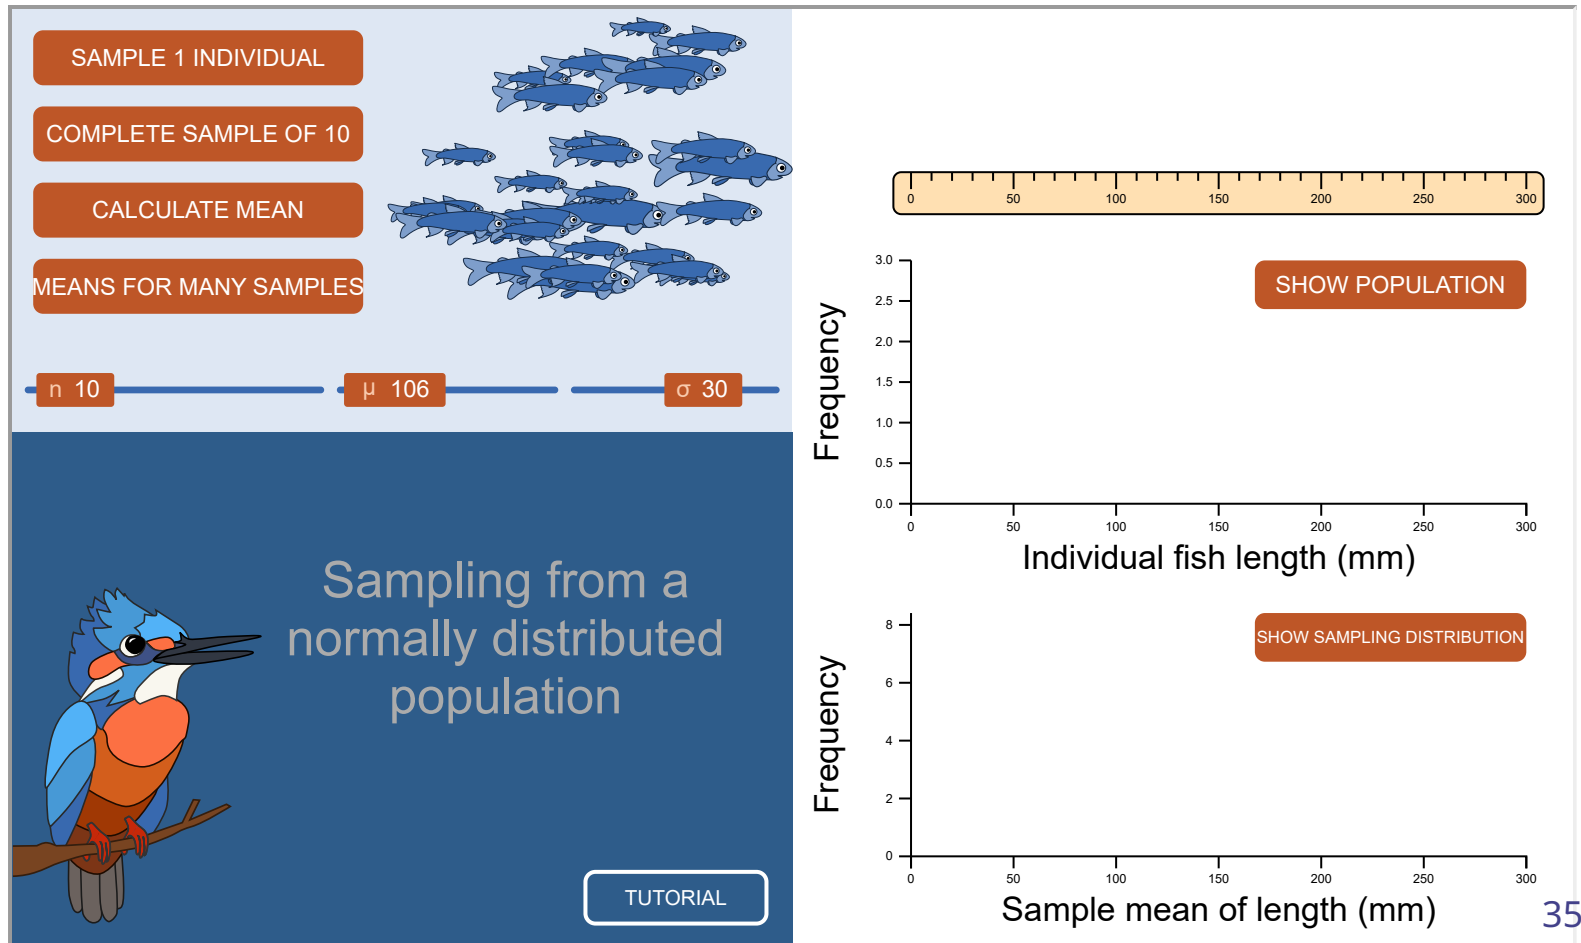 SAMPLE 1 INDIVIDUAL
COMPLETE SAMPLE OF 10
CALCULATE MEAN
MEANS FOR MANY SAMPLES
n 10
μ 106
σ 30
Sampling from a
normally distributed
population
TUTORIAL
0 50 100 150 200 250 300
SHOW POPULATION
Frequency
3.0
2.5
2.0
1.5
1.0
0.5
0.0
0 50 100 150 200 250 300
Individual fish length (mm)
SHOW SAMPLING DISTRIBUTION
Frequency
8
6
4
2
0
0 50 100 150 200 250 300
Sample mean of length (mm)
35